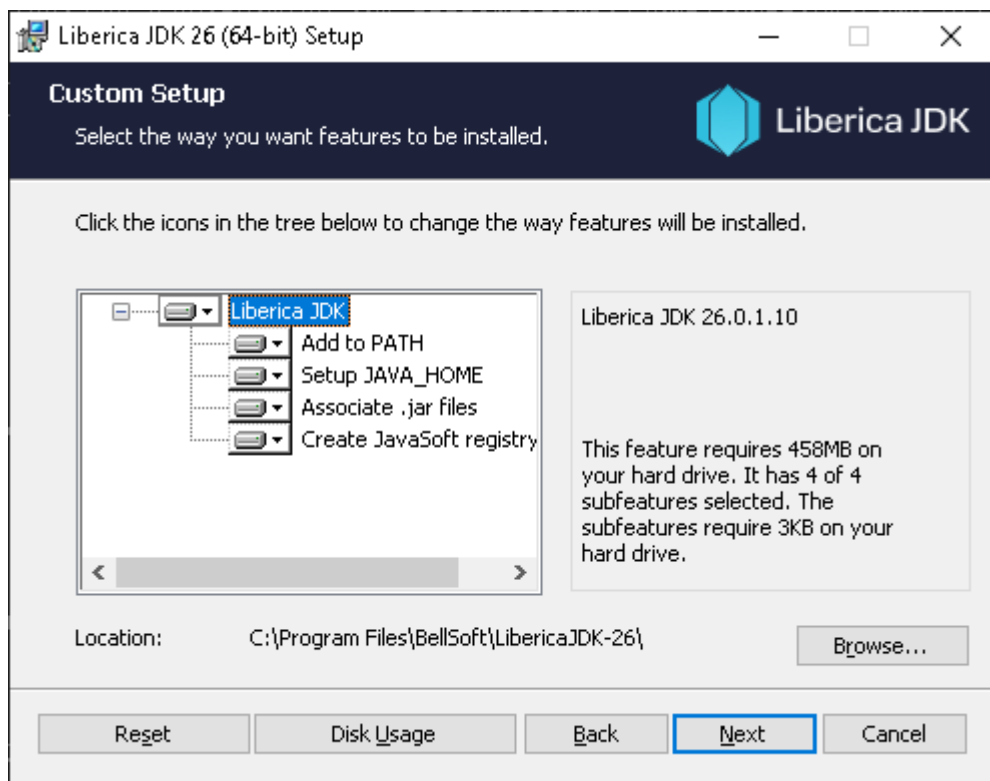 Liberica JDK 26 (64-bit) Setup
Custom Setup
Select the way you want features to be installed.
Liberica JDK
Click the icons in the tree below to change the way features will be installed.
Liberica JDK
Add to PATH
Setup JAVA_HOME
Associate .jar files
Create JavaSoft registry
Liberica JDK 26.0.1.10
This feature requires 458MB on
your hard drive. It has 4 of 4
subfeatures selected. The
subfeatures require 3KB on your
hard drive.
Location: C:\Program Files\BellSoft\LibericaJDK-26\
Browse...
Reset Disk Usage Back Next Cancel